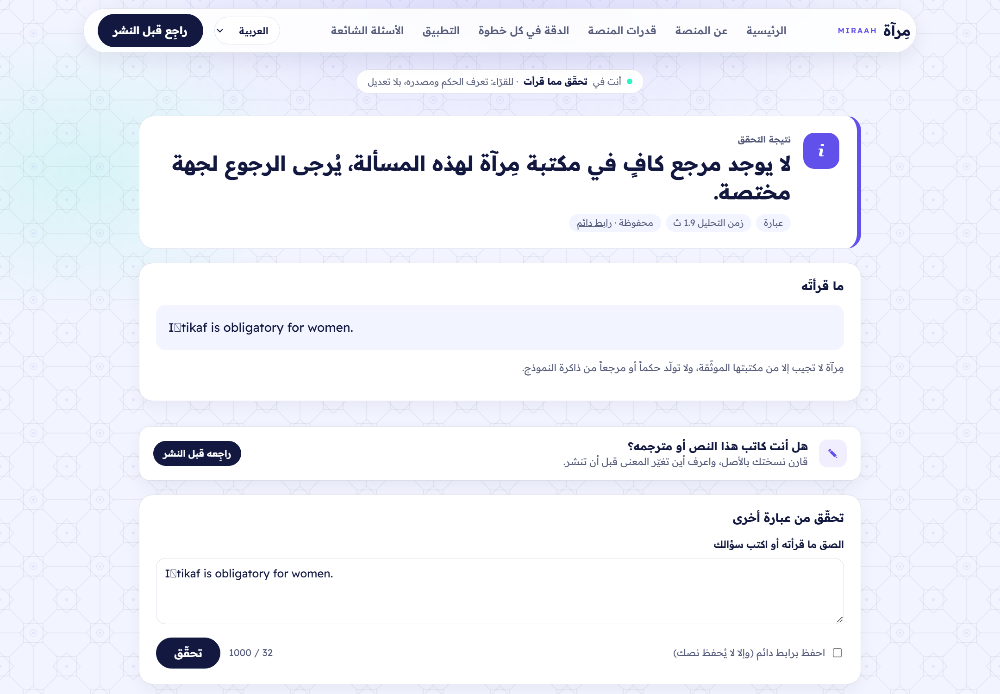 مِرآة MIRAAH
الرئيسية
عن المنصة
قدرات المنصة
الدقة في كل خطوة
التطبيق
الأسئلة الشائعة
العربية
راجِع قبل النشر
أنت في تحقّق مما قرأت · للقرّاء: تعرف الحكم ومصدره، بلا تعديل
نتيجة التحقق
لا يوجد مرجع كافٍ في مكتبة مِرآة لهذه المسألة، يُرجى الرجوع لجهة
مختصة.
عبارة
زمن التحليل 1.9 ث
محفوظة · رابط دائم
ما قرأتَه
I▯tikaf is obligatory for women.
مِرآة لا تجيب إلا من مكتبتها الموثّقة، ولا تولّد حكماً أو مرجعاً من ذاكرة النموذج.
هل أنت كاتب هذا النص أو مترجمه؟
قارن نسختك بالأصل، واعرف أين تغيّر المعنى قبل أن تنشر.
راجِعه قبل النشر
تحقّق من عبارة أخرى
الصق ما قرأته أو اكتب سؤالك
I▯tikaf is obligatory for women.
احفظ برابط دائم (وإلا لا يُحفظ نصك)
32 / 1000
تحقّق